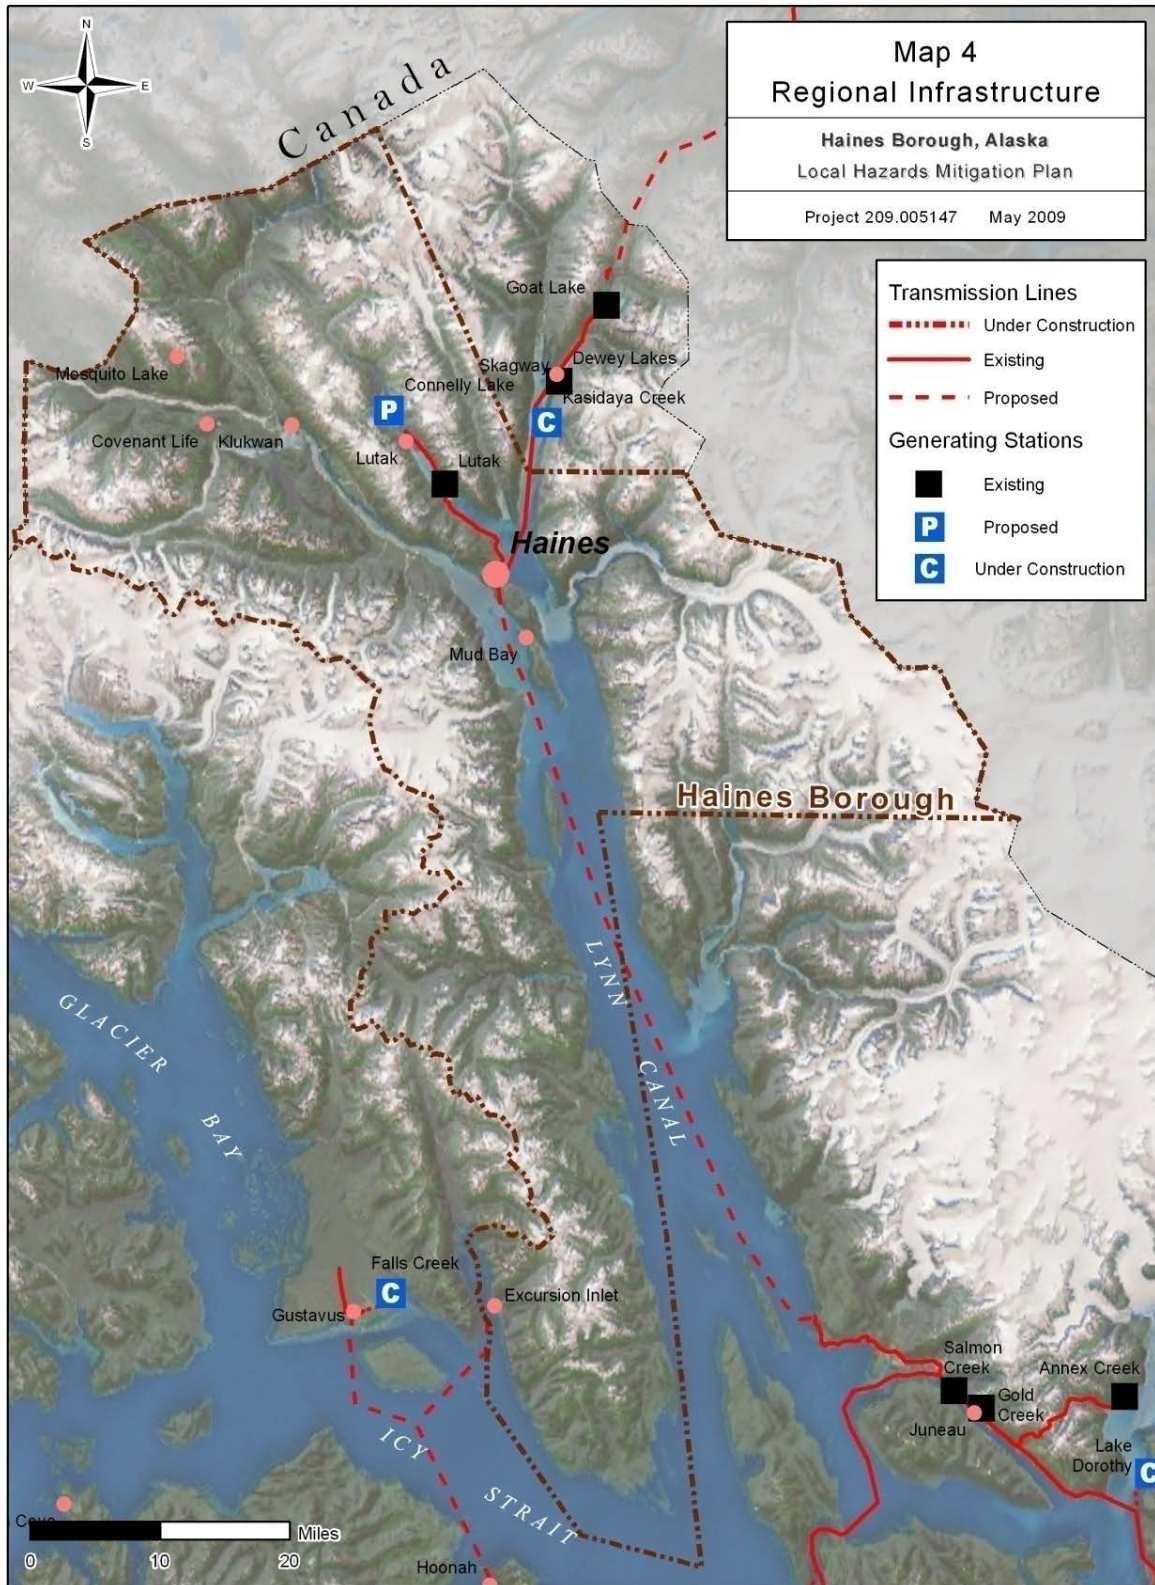 Map 4
Regional Infrastructure
Haines Borough, Alaska
Local Hazards Mitigation Plan
Project 209.005147 May 2009
N
W E
S
Canada
Transmission Lines
Under Construction
Existing
Proposed
Generating Stations
Existing
P Proposed
C Under Construction
Goat Lake
Skagway
Dewey Lakes
Mosquito Lake
Connelly Lake
Kasidaya Creek
P
C
Covenant Life
Klukwan
Lutak
Lutak
Haines
Mud Bay
Haines Borough
LYNN
CANAL
GLACIER
BAY
Falls Creek
C
Gustavus
Excursion Inlet
Salmon
Creek
Annex Creek
Gold
Creek
Juneau
Lake
Dorothy
C
ICY
STRAIT
Miles
0 10 20
Hoonah